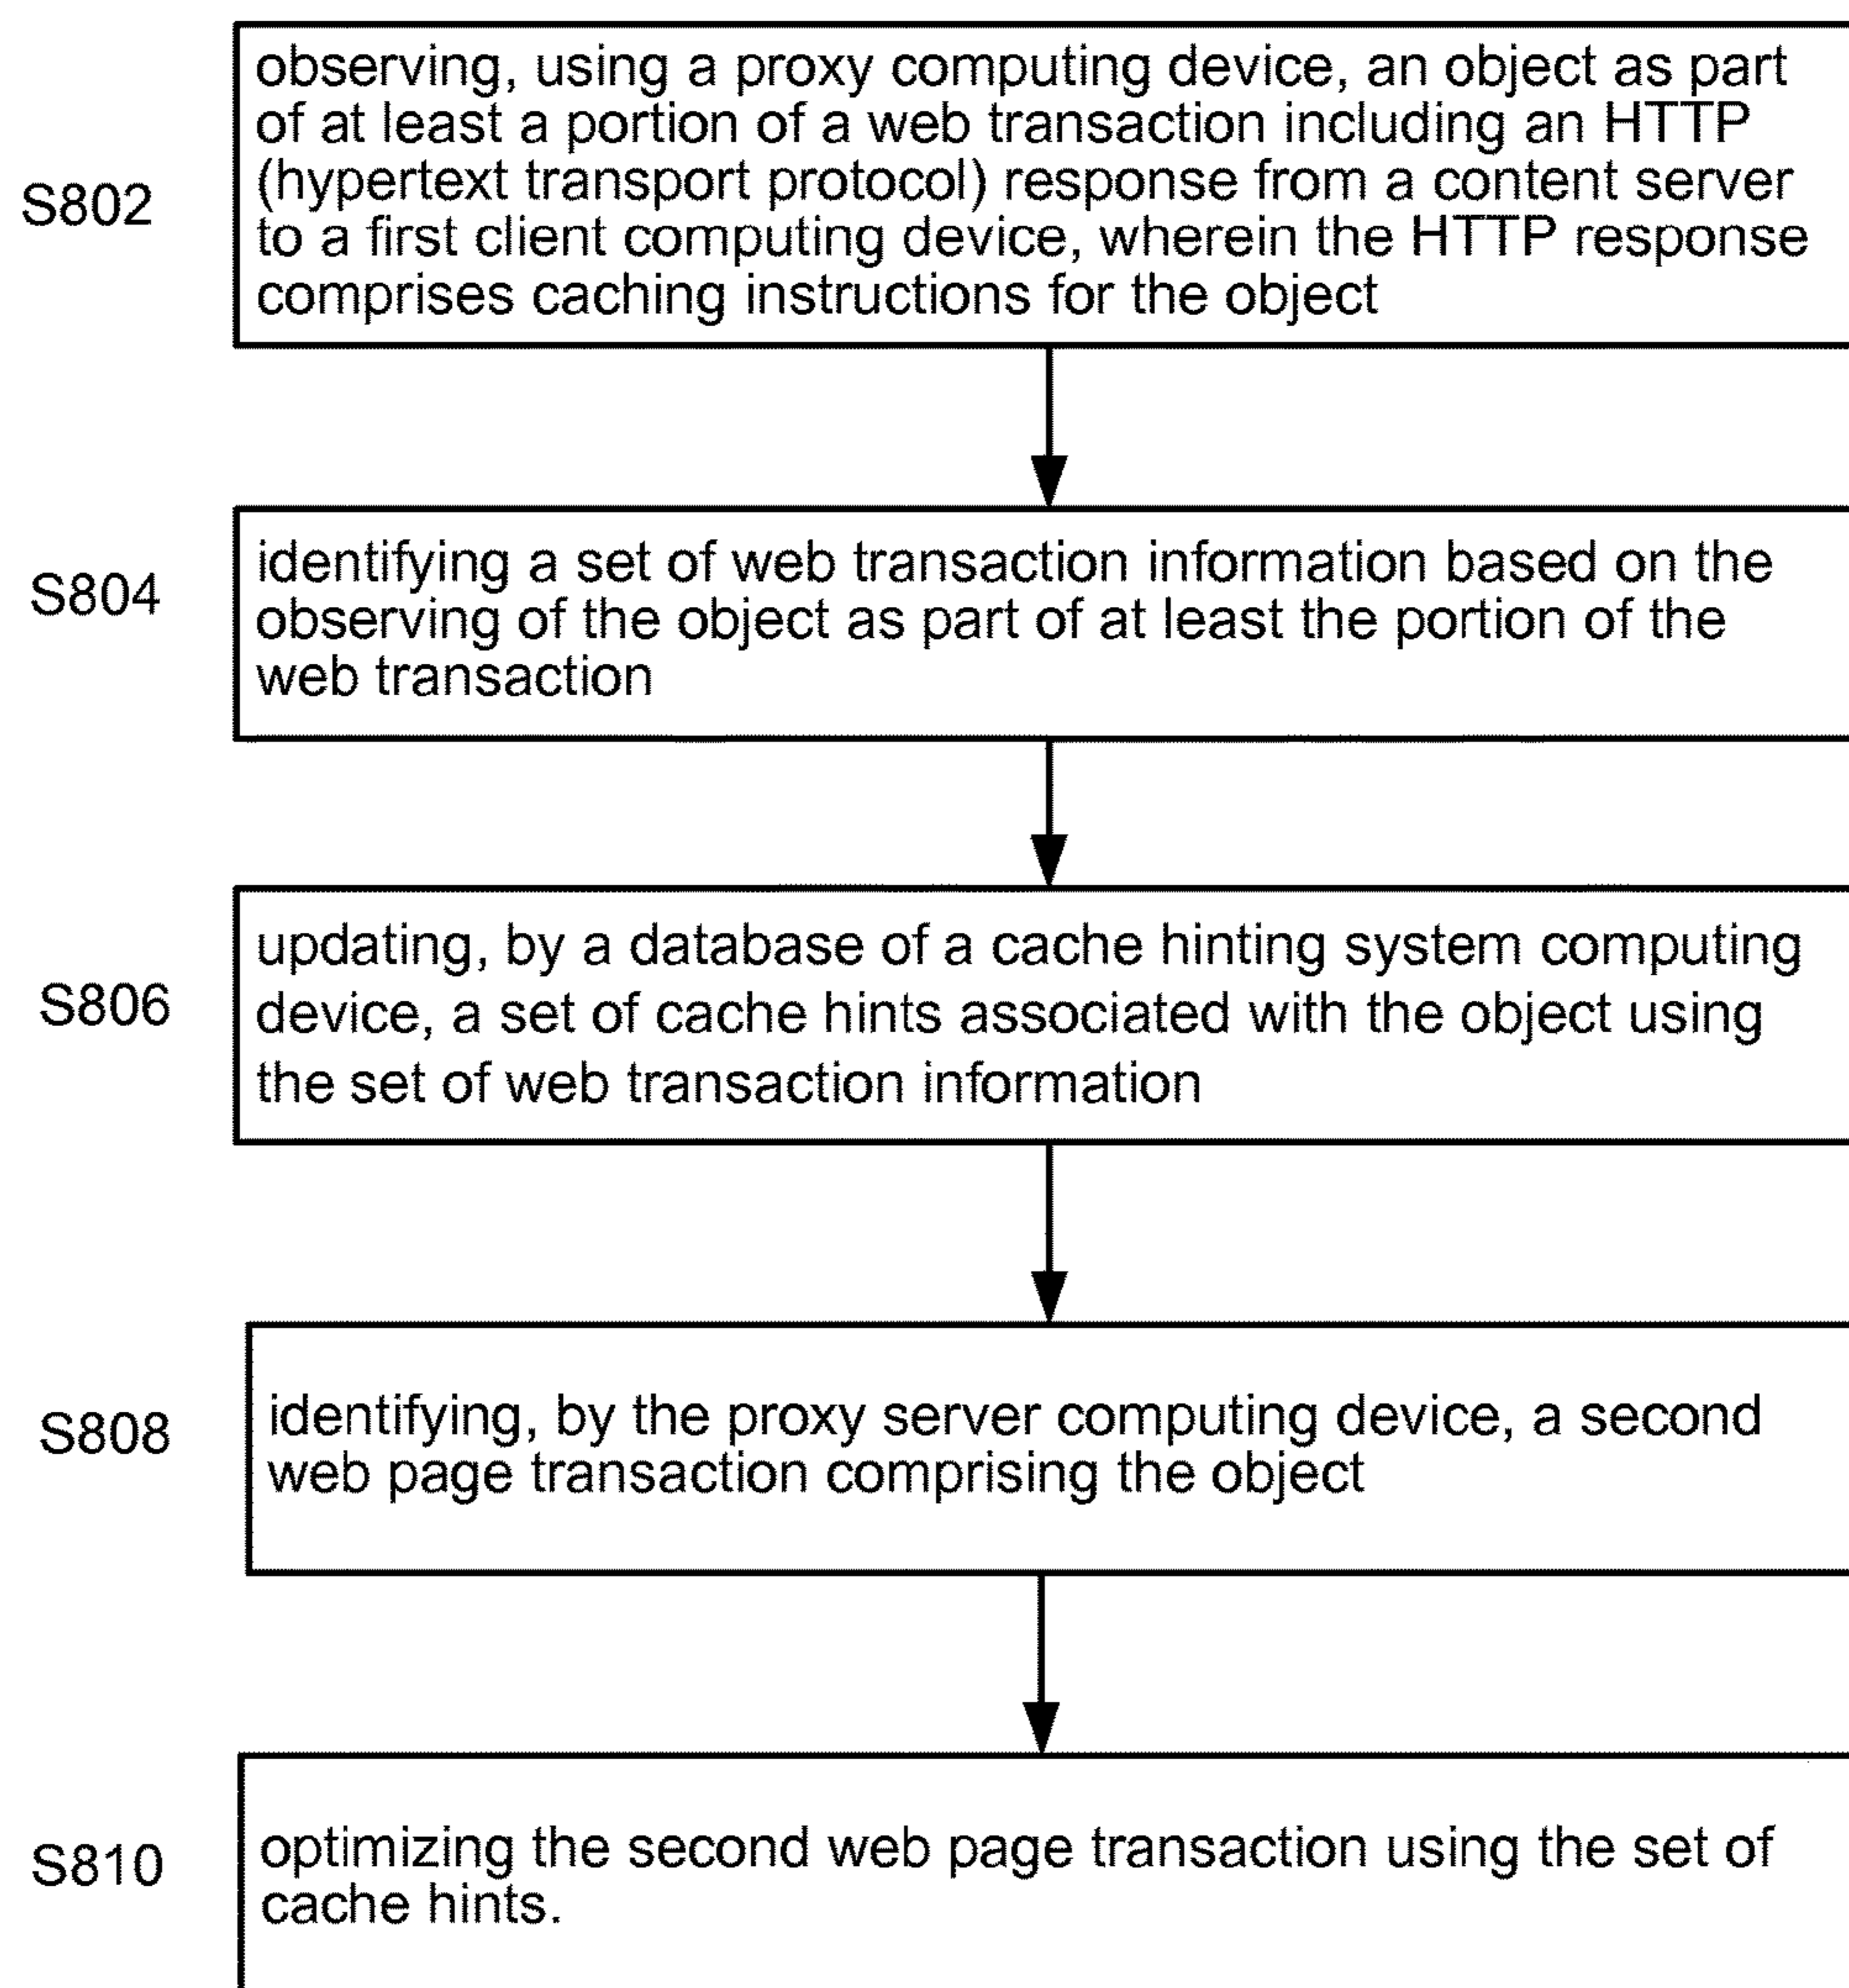 observing, using a proxy computing device, an object as part
of at least a portion of a web transaction including an HTTP
(hypertext transport protocol) response from a content server
S802
to a first client computing device, wherein the HTTP response
comprises caching instructions for the object
identifying a set of web transaction information based on the
S804
observing of the object as part of at least the portion of the
web transaction
updating, by a database of a cache hinting system computing
S806
device, a set of cache hints associated with the object using
the set of web transaction information
identifying, by the proxy server computing device, a second
S808
web page transaction comprising the object
optimizing the second web page transaction using the set of
S810
cache hints.